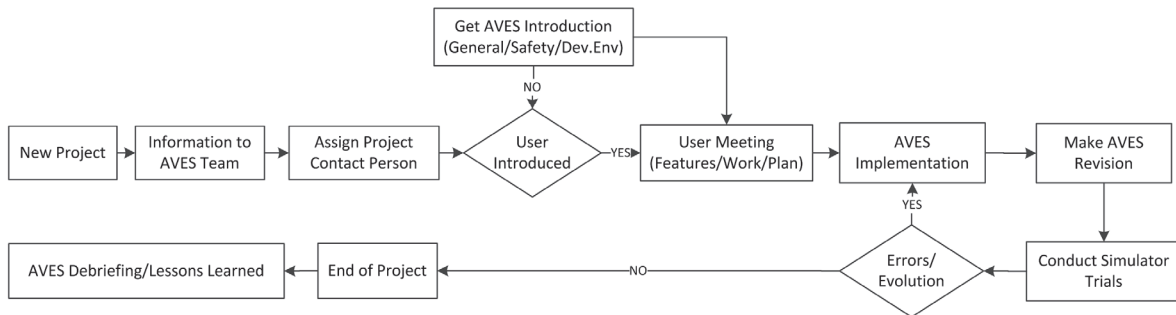 Get AVES Introduction
(General/Safety/Dev.Env)
NO
New Project
Information to
AVES Team
Assign Project
Contact Person
User
Introduced
YES
User Meeting
(Features/Work/Plan)
AVES
Implementation
Make AVES
Revision
YES
AVES Debriefing/Lessons Learned
End of Project
NO
Errors/
Evolution
Conduct Simulator
Trials